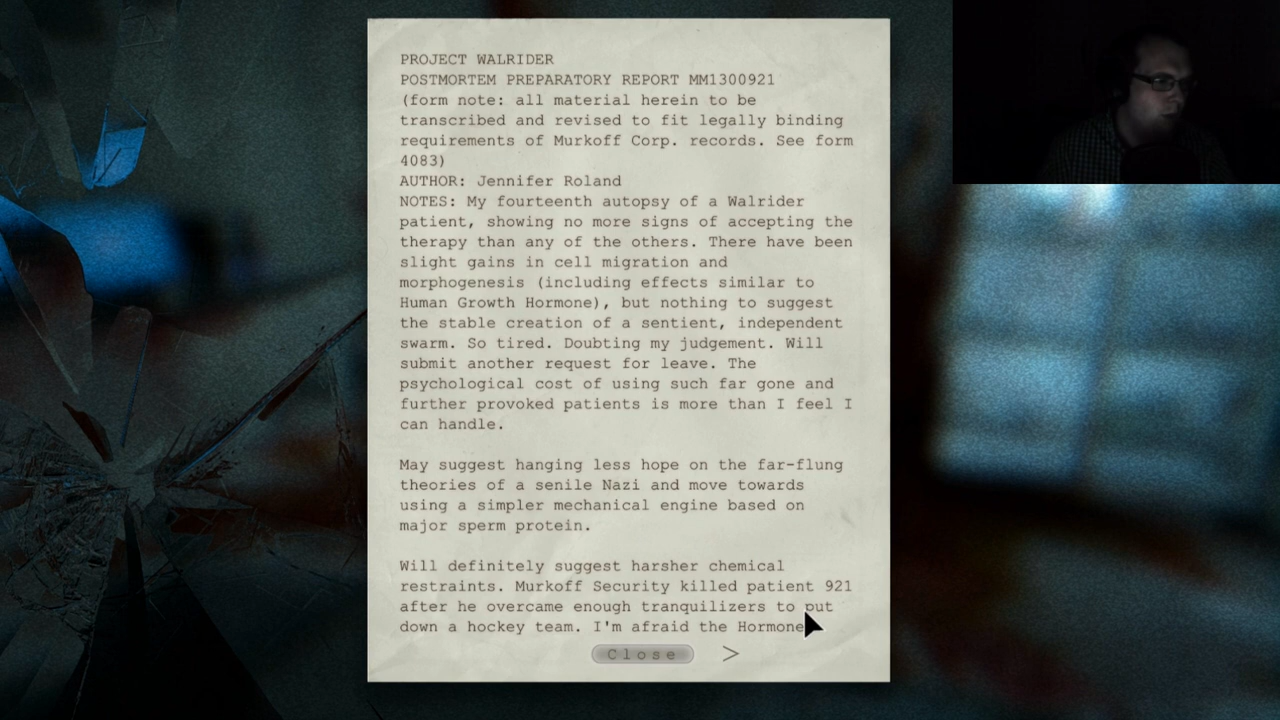 PROJECT WALRIDER
POSTMORTEM PREPARATORY REPORT MM1300921
(form note: all material herein to be
transcribed and revised to fit legally binding
requirements of Murkoff Corp. records. See form
4083)
AUTHOR: Jennifer Roland
NOTES: My fourteenth autopsy of a Walrider
patient, showing no more signs of accepting the
therapy than any of the others. There have been
slight gains in cell migration and
morphogenesis (including effects similar to
Human Growth Hormone), but nothing to suggest
the stable creation of a sentient, independent
swarm. So tired. Doubting my judgement. Will
submit another request for leave. The
psychological cost of using such far gone and
further provoked patients is more than I feel I
can handle.
May suggest hanging less hope on the far-flung
theories of a senile Nazi and move towards
using a simpler mechanical engine based on
major sperm protein.
Will definitely suggest harsher chemical
restraints. Murkoff Security killed patient 921
after he overcame enough tranquilizers to put
down a hockey team. I'm afraid the Hormone
Close >